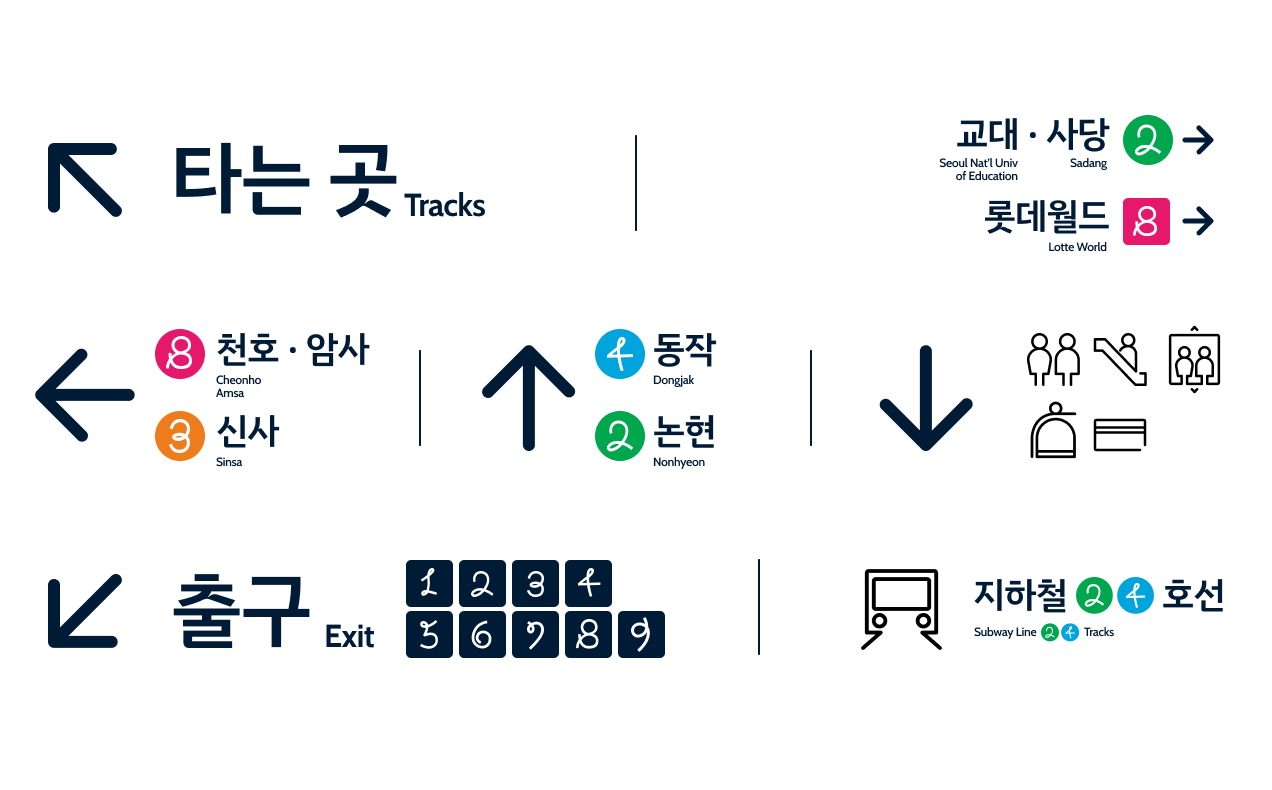 타는 곳 Tracks
교대 · 사당 2
Seoul Nat'l Univ of Education Sadang
롯데월드 8
Lotte World
8 천호 · 암사
Cheonho
Amsa
3 신사
Sinsa
4 동작
Dongjak
2 논현
Nonhyeon
출구 Exit
1 2 3 4
5 6 7 8 9
지하철 2 4 호선
Subway Line 2 4 Tracks